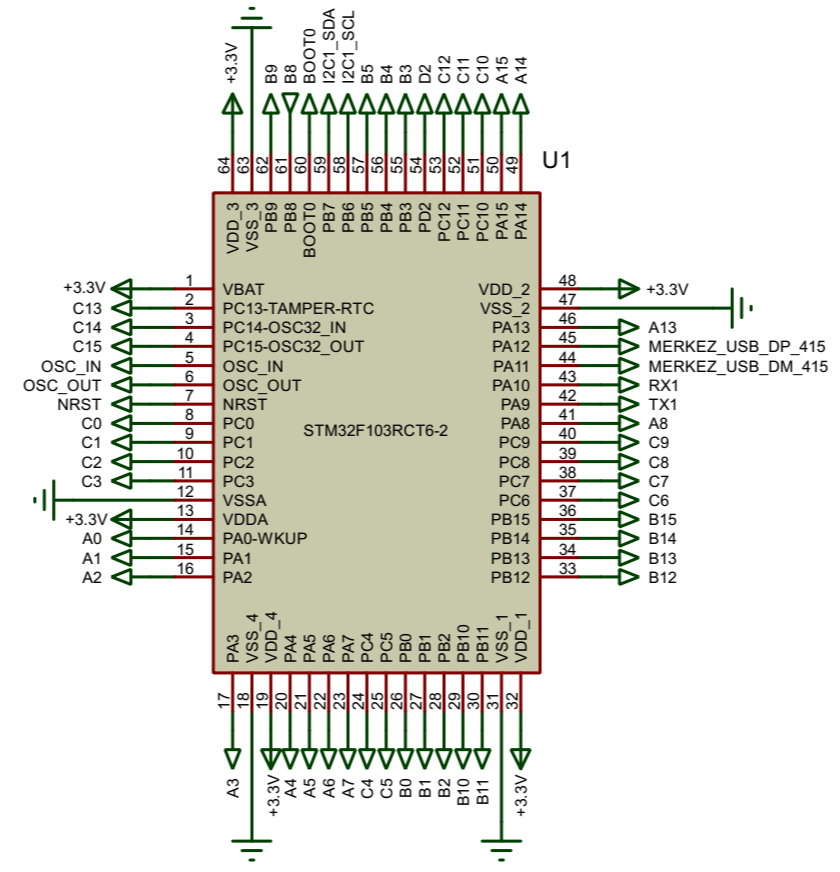 +3.3V B9 B8 BOOT0 I2C1_SDA I2C1_SCL B5 B4 B3 D2 C12 C11 C10 A15 A14
64 63 62 61 60 59 58 57 56 55 54 53 52 51 50 49
U1
VDD_3 VSS_3 PB9 PB8 BOOT0 PB7 PB6 PB5 PB4 PB3 PD2 PC12 PC11 PC10 PA15 PA14
+3.3V 1 VBAT VDD_2 48 +3.3V
C13 2 PC13-TAMPER-RTC VSS_2 47
C14 3 PC14-OSC32_IN PA13 46 A13
C15 4 PC15-OSC32_OUT PA12 45 MERKEZ_USB_DP_415
OSC_IN 5 OSC_IN PA11 44 MERKEZ_USB_DM_415
OSC_OUT 6 OSC_OUT PA10 43 RX1
NRST 7 NRST PA9 42 TX1
C0 8 PC0 PA8 41 A8
C1 9 PC1 PC9 40 C9
STM32F103RCT6-2
C2 10 PC2 PC8 39 C8
C3 11 PC3 PC7 38 C7
12 VSSA PC6 37 C6
+3.3V 13 VDDA PB15 36 B15
A0 14 PA0-WKUP PB14 35 B14
A1 15 PA1 PB13 34 B13
A2 16 PA2 PB12 33 B12
PA3 VSS_4 VDD_4 PA4 PA5 PA6 PA7 PC4 PC5 PB0 PB1 PB2 PB10 PB11 VSS_1 VDD_1
17 18 19 20 21 22 23 24 25 26 27 28 29 30 31 32
A3 +3.3V A4 A5 A6 A7 C4 C5 B0 B1 B2 B10 B11 +3.3V